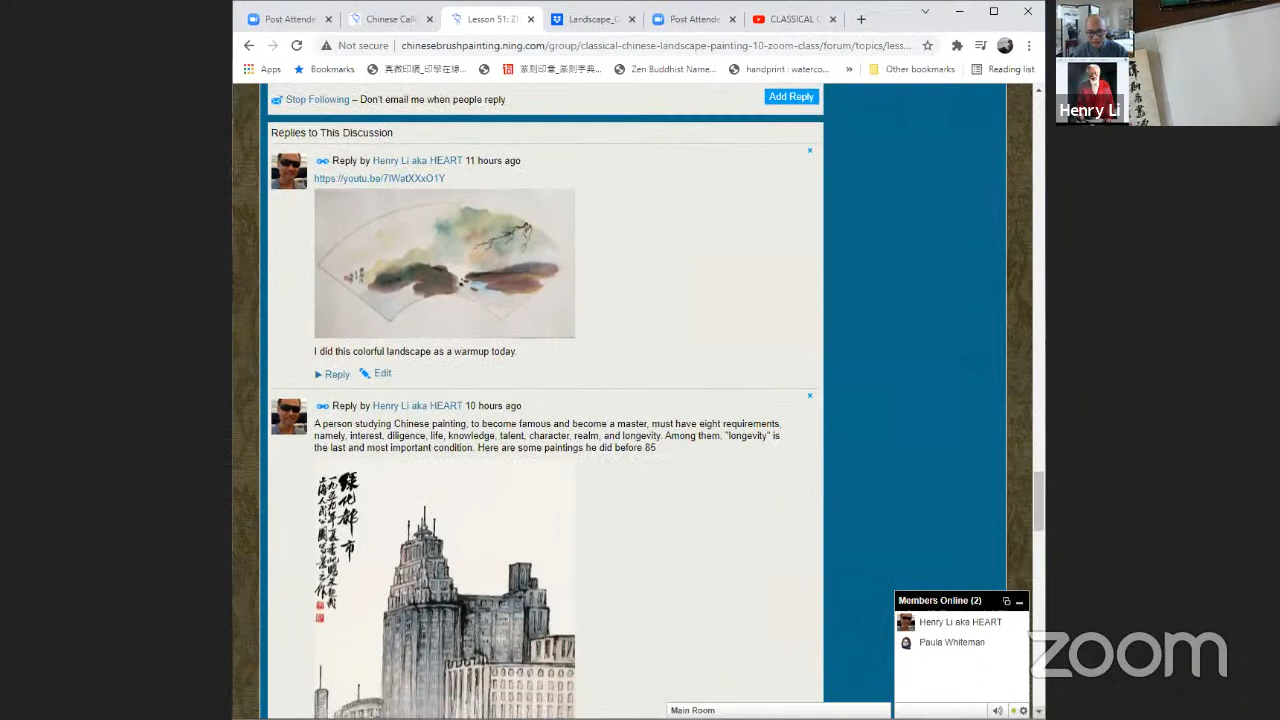 Post Attende
Chinese Callig
Lesson 51: Z
Landscape_C
Post Attende
CLASSICAL C
Not secure
chinesebrushpainting.ning.com/group/classical-chinese-landscape-painting-10-zoom-class/forum/topics/less...
Apps
Bookmarks
Zen Buddhist Name...
handprint : waterco...
Other bookmarks
Reading list
Henry Li
Stop Following – Don't email me when people reply
Add Reply
Replies to This Discussion
Reply by Henry Li aka HEART 11 hours ago
https://youtu.be/7IWatXXxO1Y
I did this colorful landscape as a warmup today.
Reply
Edit
Reply by Henry Li aka HEART 10 hours ago
A person studying Chinese painting, to become famous and become a master, must have eight requirements,
namely, interest, diligence, life, knowledge, talent, character, realm, and longevity. Among them, "longevity" is
the last and most important condition. Here are some paintings he did before 85
綠化都市
Members Online (2)
Henry Li aka HEART
Paula Whiteman
zoom
Main Room